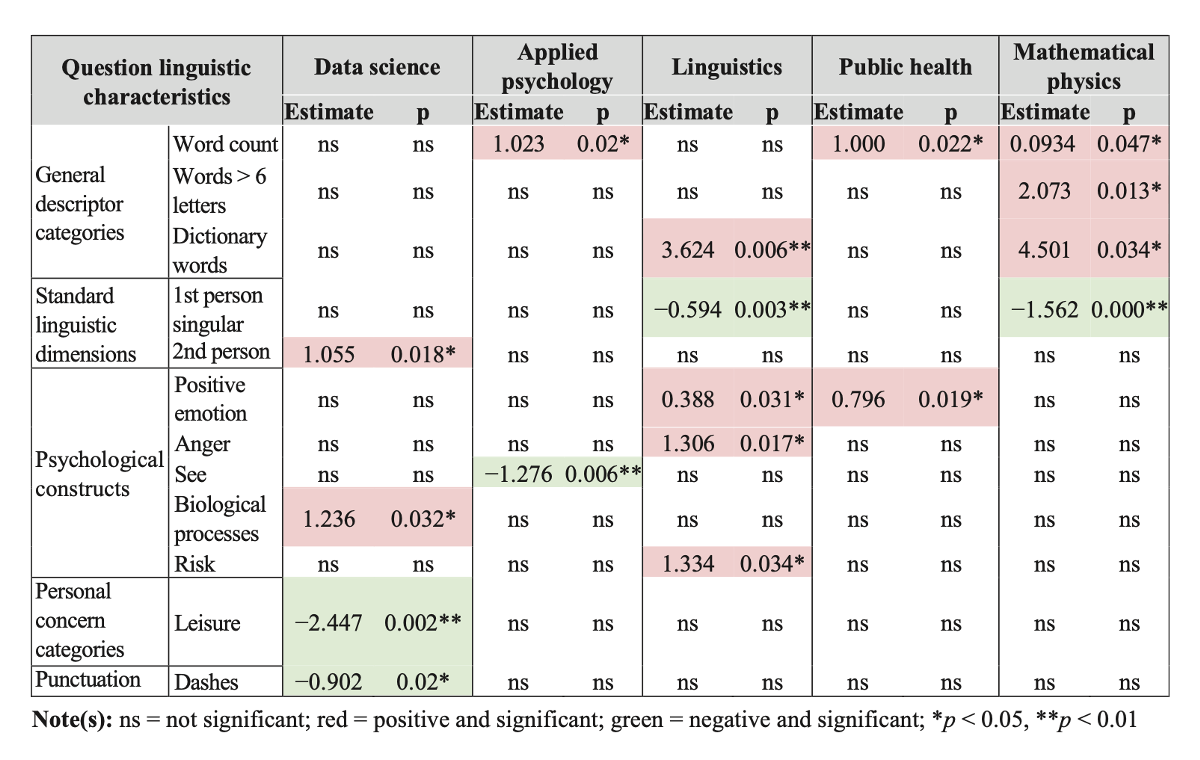 Question linguistic characteristics Data science Applied psychology Linguistics Public health Mathematical physics
Estimate p Estimate p Estimate p Estimate p Estimate p
General descriptor categories Word count ns ns 1.023 0.02* ns ns 1.000 0.022* 0.0934 0.047*
Words > 6 letters ns ns ns ns ns ns ns ns 2.073 0.013*
Dictionary words ns ns ns ns 3.624 0.006** ns ns 4.501 0.034*
Standard linguistic dimensions 1st person singular ns ns ns ns −0.594 0.003** ns ns −1.562 0.000**
2nd person 1.055 0.018* ns ns ns ns ns ns ns ns
Psychological constructs Positive emotion ns ns ns ns 0.388 0.031* 0.796 0.019* ns ns
Anger ns ns ns ns 1.306 0.017* ns ns ns ns
See ns ns −1.276 0.006** ns ns ns ns ns ns
Biological processes 1.236 0.032* ns ns ns ns ns ns ns ns
Risk ns ns ns ns 1.334 0.034* ns ns ns ns
Personal concern categories Leisure −2.447 0.002** ns ns ns ns ns ns ns ns
Punctuation Dashes −0.902 0.02* ns ns ns ns ns ns ns ns
Note(s): ns = not significant; red = positive and significant; green = negative and significant; *p < 0.05, **p < 0.01